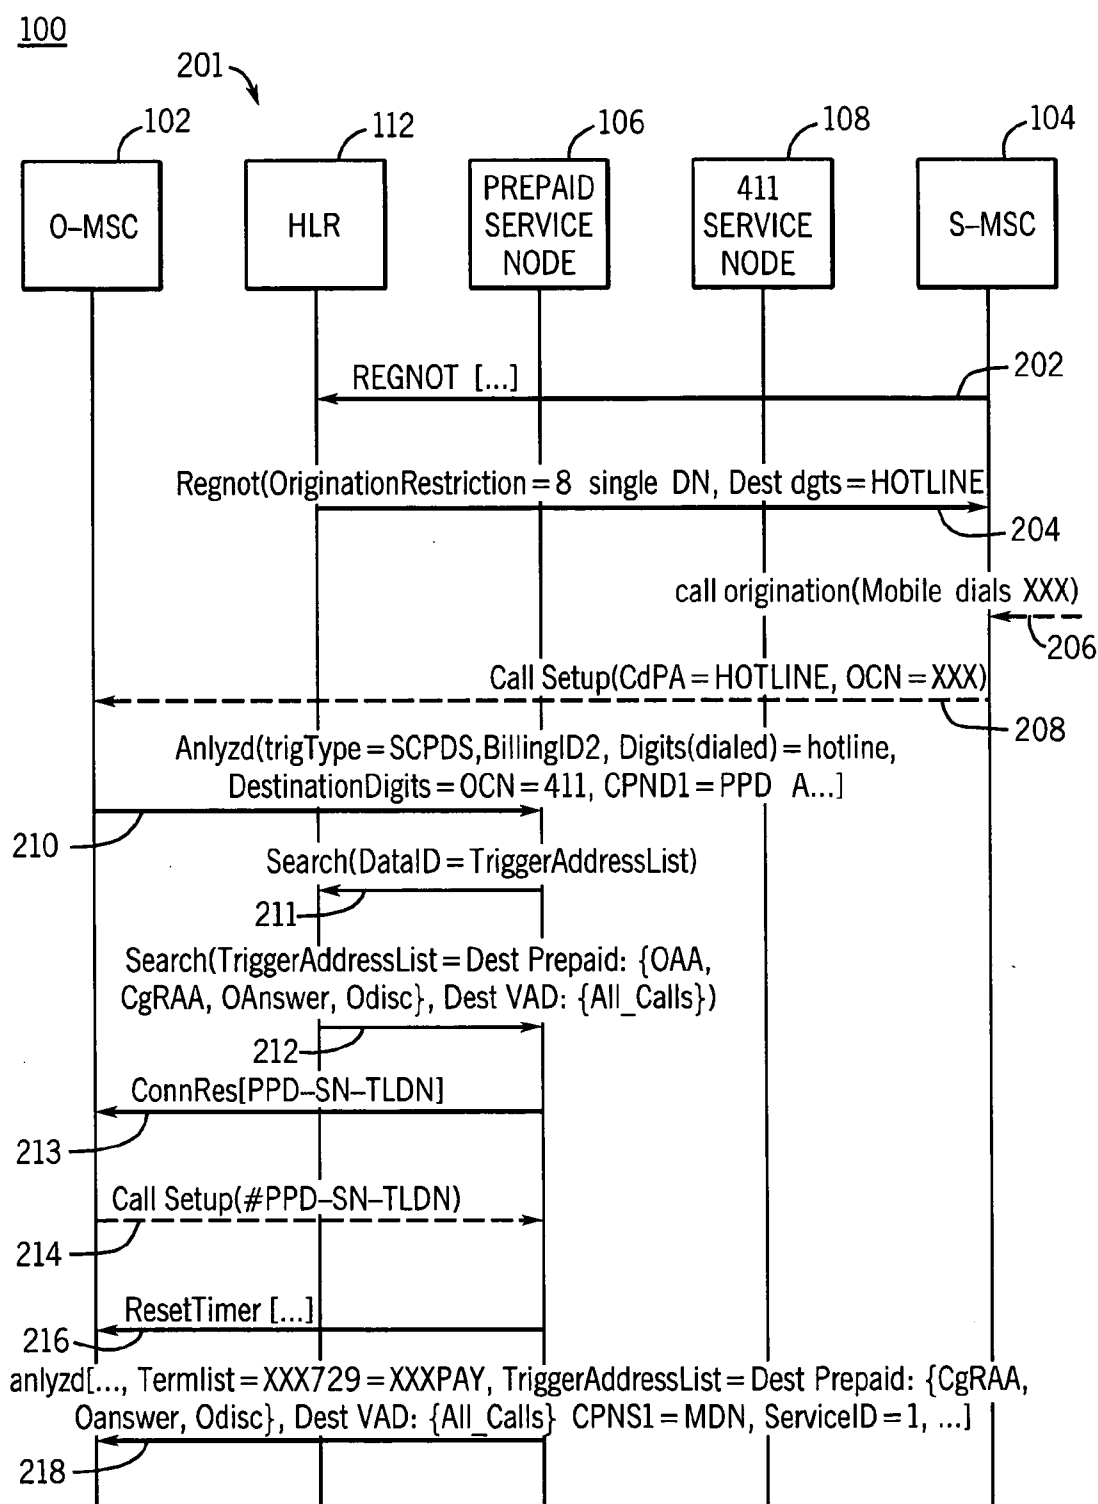 100
201
102
112
106
108
104
O–MSC
HLR
PREPAID
SERVICE
NODE
411
SERVICE
NODE
S–MSC
REGNOT [...]
202
Regnot(OriginationRestriction=8 single DN, Dest dgts=HOTLINE
204
call origination(Mobile dials XXX)
206
Call Setup(CdPA=HOTLINE, OCN=XXX)
208
Anlyzd(trigType=SCPDS,BillingID2, Digits(dialed)=hotline,
DestinationDigits=OCN=411, CPND1=PPD A...]
210
Search(DataID=TriggerAddressList)
211
Search(TriggerAddressList=Dest Prepaid: {OAA,
CgRAA, OAnswer, Odisc}, Dest VAD: {All_Calls})
212
ConnRes[PPD–SN–TLDN]
213
Call Setup(#PPD–SN–TLDN)
214
ResetTimer [...]
216
anlyzd[..., Termlist=XXX729=XXXPAY, TriggerAddressList=Dest Prepaid: {CgRAA,
Oanswer, Odisc}, Dest VAD: {All_Calls} CPNS1=MDN, ServiceID=1, ...]
218